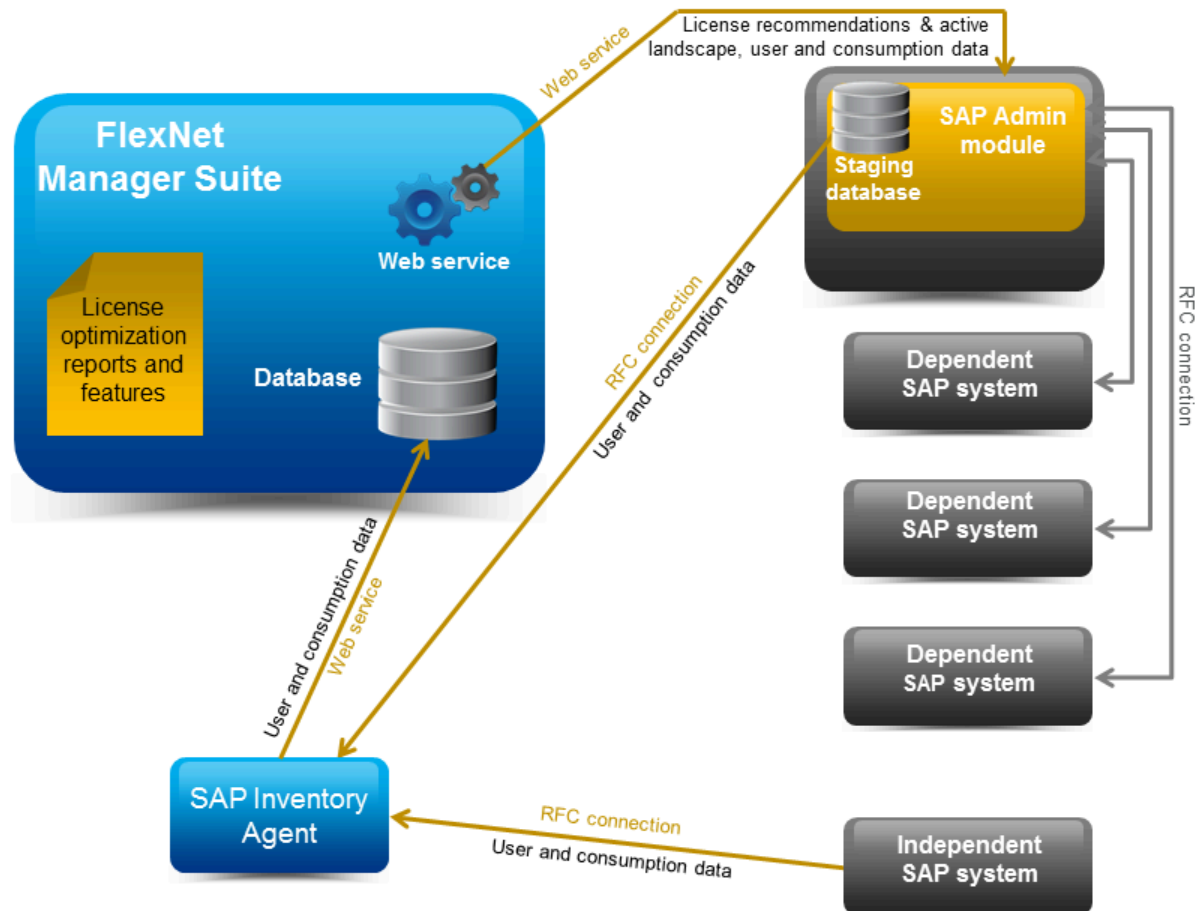 License recommendations & active
landscape, user and consumption data
Web service
FlexNet
Manager Suite
Web service
License
optimization
reports and
features
Database
SAP Admin
module
Staging
database
RFC connection
User and consumption data
RFC connection
Dependent
SAP system
Dependent
SAP system
Dependent
SAP system
User and consumption data
Web service
SAP Inventory
Agent
RFC connection
User and consumption data
Independent
SAP system